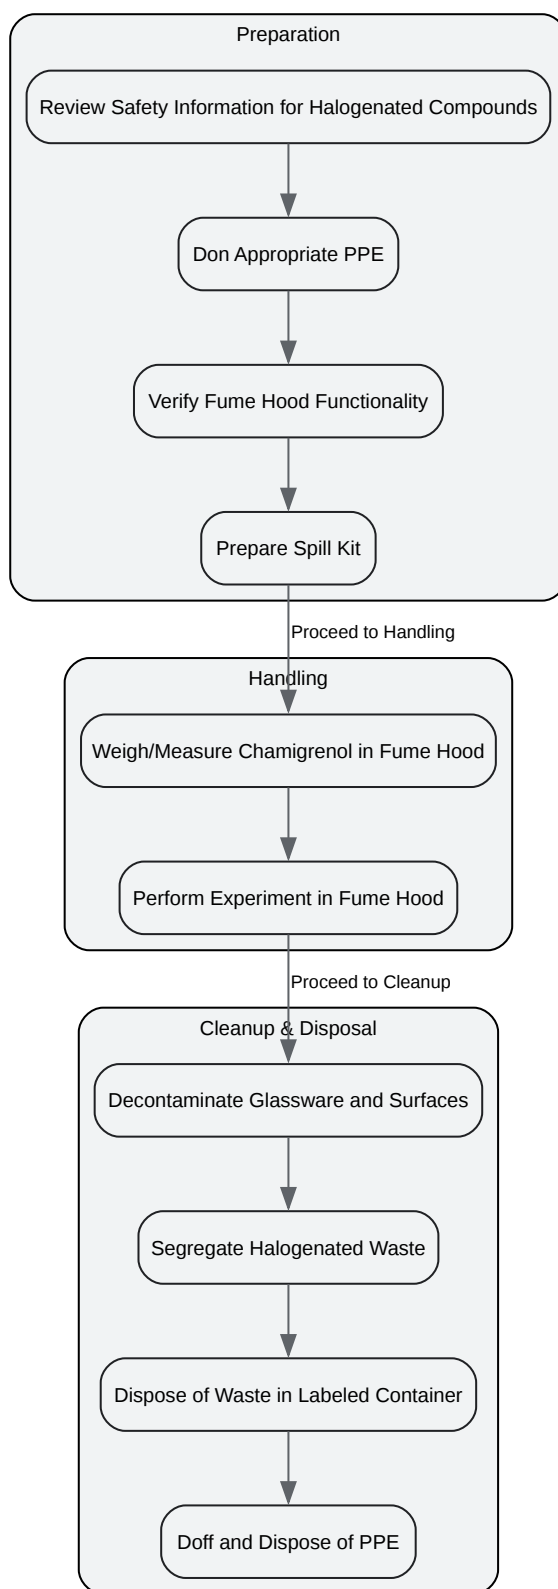 Preparation
Review Safety Information for Halogenated Compounds
Don Appropriate PPE
Verify Fume Hood Functionality
Prepare Spill Kit
Proceed to Handling
Handling
Weigh/Measure Chamigrenol in Fume Hood
Perform Experiment in Fume Hood
Proceed to Cleanup
Cleanup & Disposal
Decontaminate Glassware and Surfaces
Segregate Halogenated Waste
Dispose of Waste in Labeled Container
Doff and Dispose of PPE